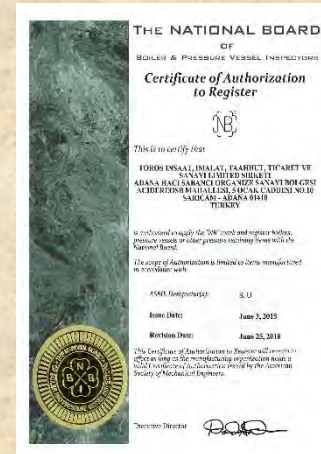 THE NATIONAL BOARD
OF
BOILER & PRESSURE VESSEL INSPECTORS
Certificate of Authorization
to Register
NB
This is to certify that
TOROS INSAAT, IMALAT, TAAHHUT, TICARET VE
SANAYI LIMITED SIRKETI
ADANA HACI SABANCI ORGANIZE SANAYI BOLGESI
ACIDERESI OSB MAHALLESI, 5 OCAK CADDESI NO.10
SARICAM - ADANA 01410
TURKEY
is authorized to apply the "NB" mark and register boilers,
pressure vessels or other pressure retaining items with the
National Board.
The scope of Authorization is limited to items manufactured
in accordance with:
ASME Designator(s): S, U
Issue Date: June 3, 2015
Revision Date: June 25, 2018
This Certificate of Authorization to Register will remain in
effect as long as the manufacturing organization holds a
valid Certificate of Authorization issued by the American
Society of Mechanical Engineers.
Executive Director
N
B B
I